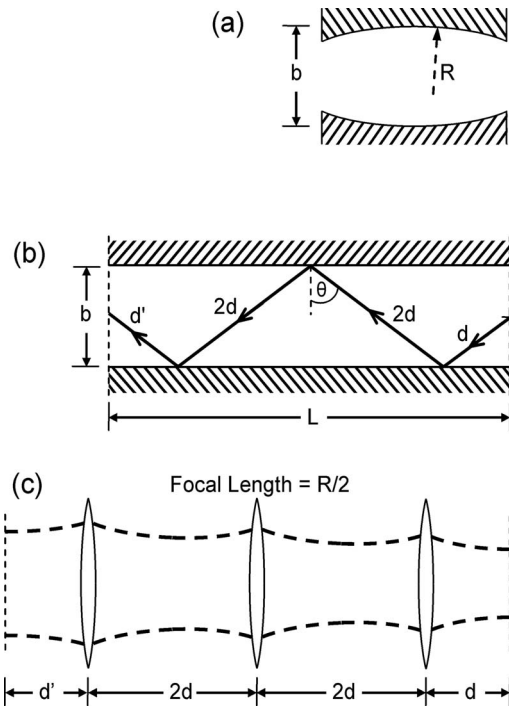 (a)
b
R
(b)
b
d'
2d
θ
2d
d
L
(c)
Focal Length = R/2
d'
2d
2d
d